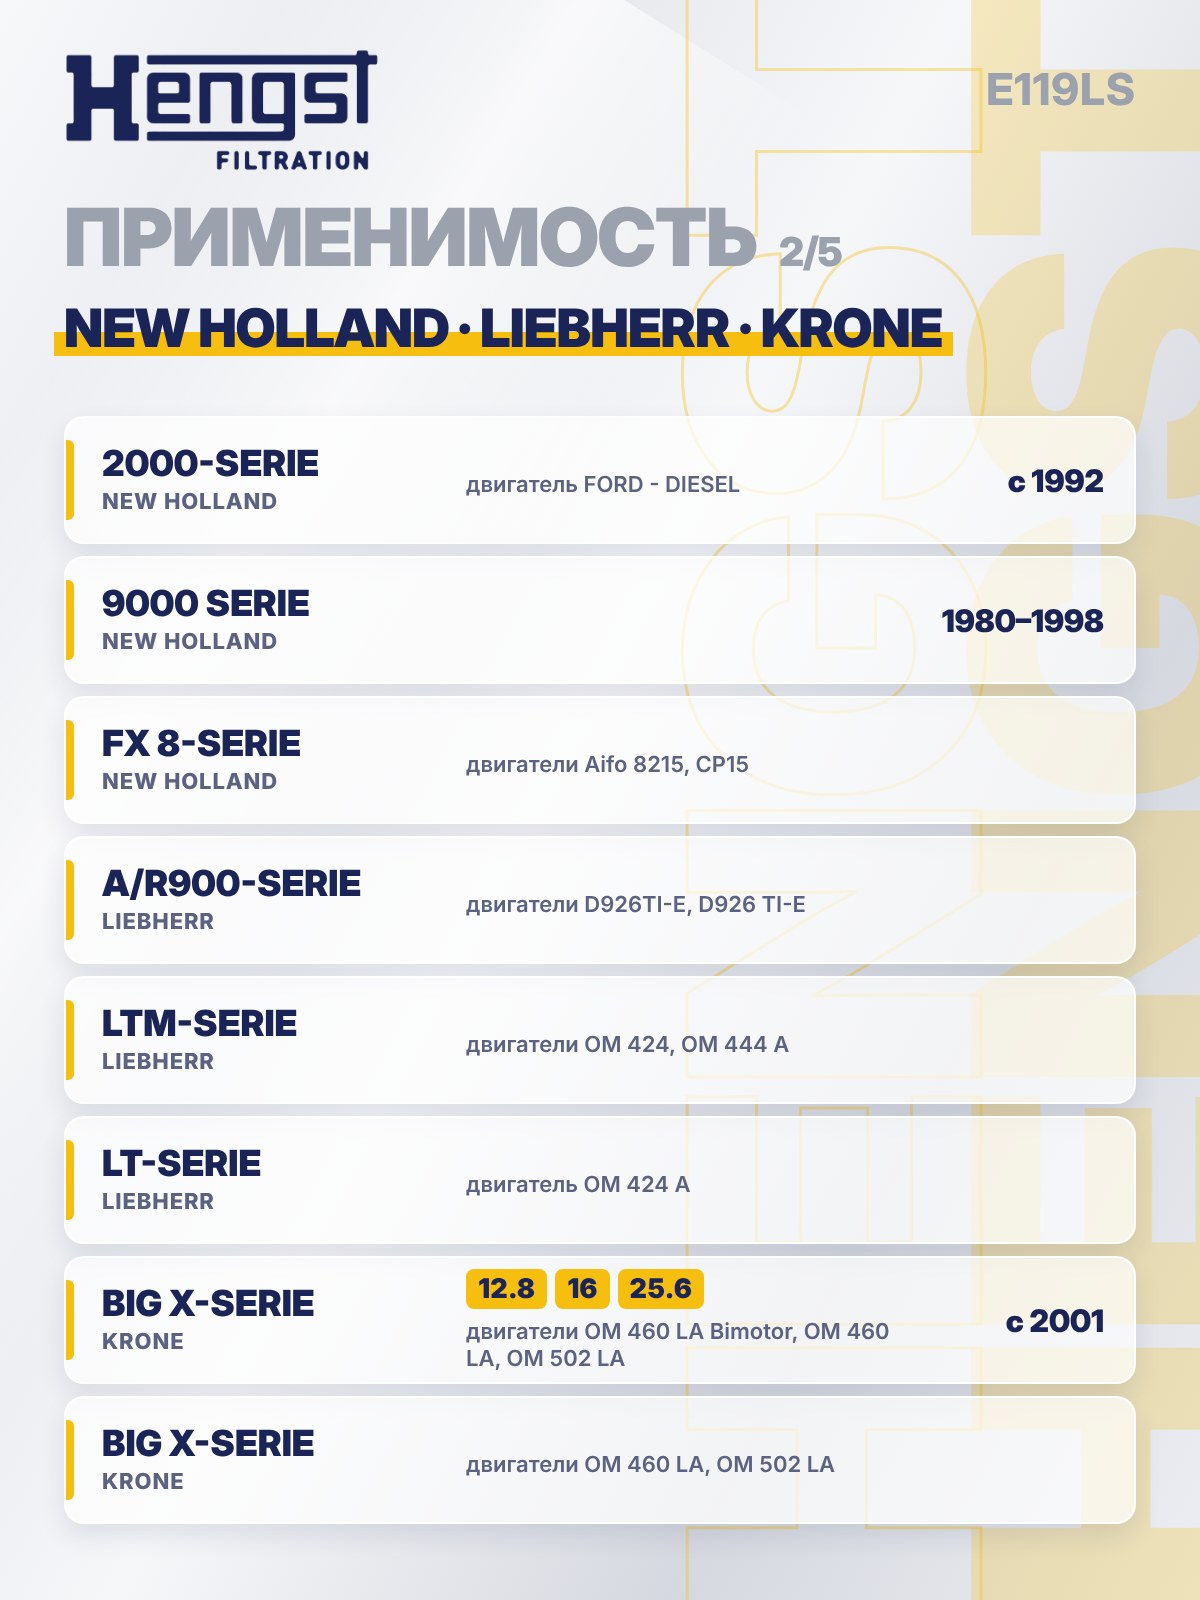 Hengst
FILTRATION
E119LS
ПРИМЕНИМОСТЬ 2/5
NEW HOLLAND · LIEBHERR · KRONE
2000-SERIE
NEW HOLLAND
двигатель FORD - DIESEL
с 1992
9000 SERIE
NEW HOLLAND
1980–1998
FX 8-SERIE
NEW HOLLAND
двигатели Aifo 8215, CP15
A/R900-SERIE
LIEBHERR
двигатели D926TI-E, D926 TI-E
LTM-SERIE
LIEBHERR
двигатели OM 424, OM 444 A
LT-SERIE
LIEBHERR
двигатель OM 424 A
BIG X-SERIE
KRONE
12.8 16 25.6
двигатели OM 460 LA Bimotor, OM 460
LA, OM 502 LA
с 2001
BIG X-SERIE
KRONE
двигатели OM 460 LA, OM 502 LA
HENGST
HENGST